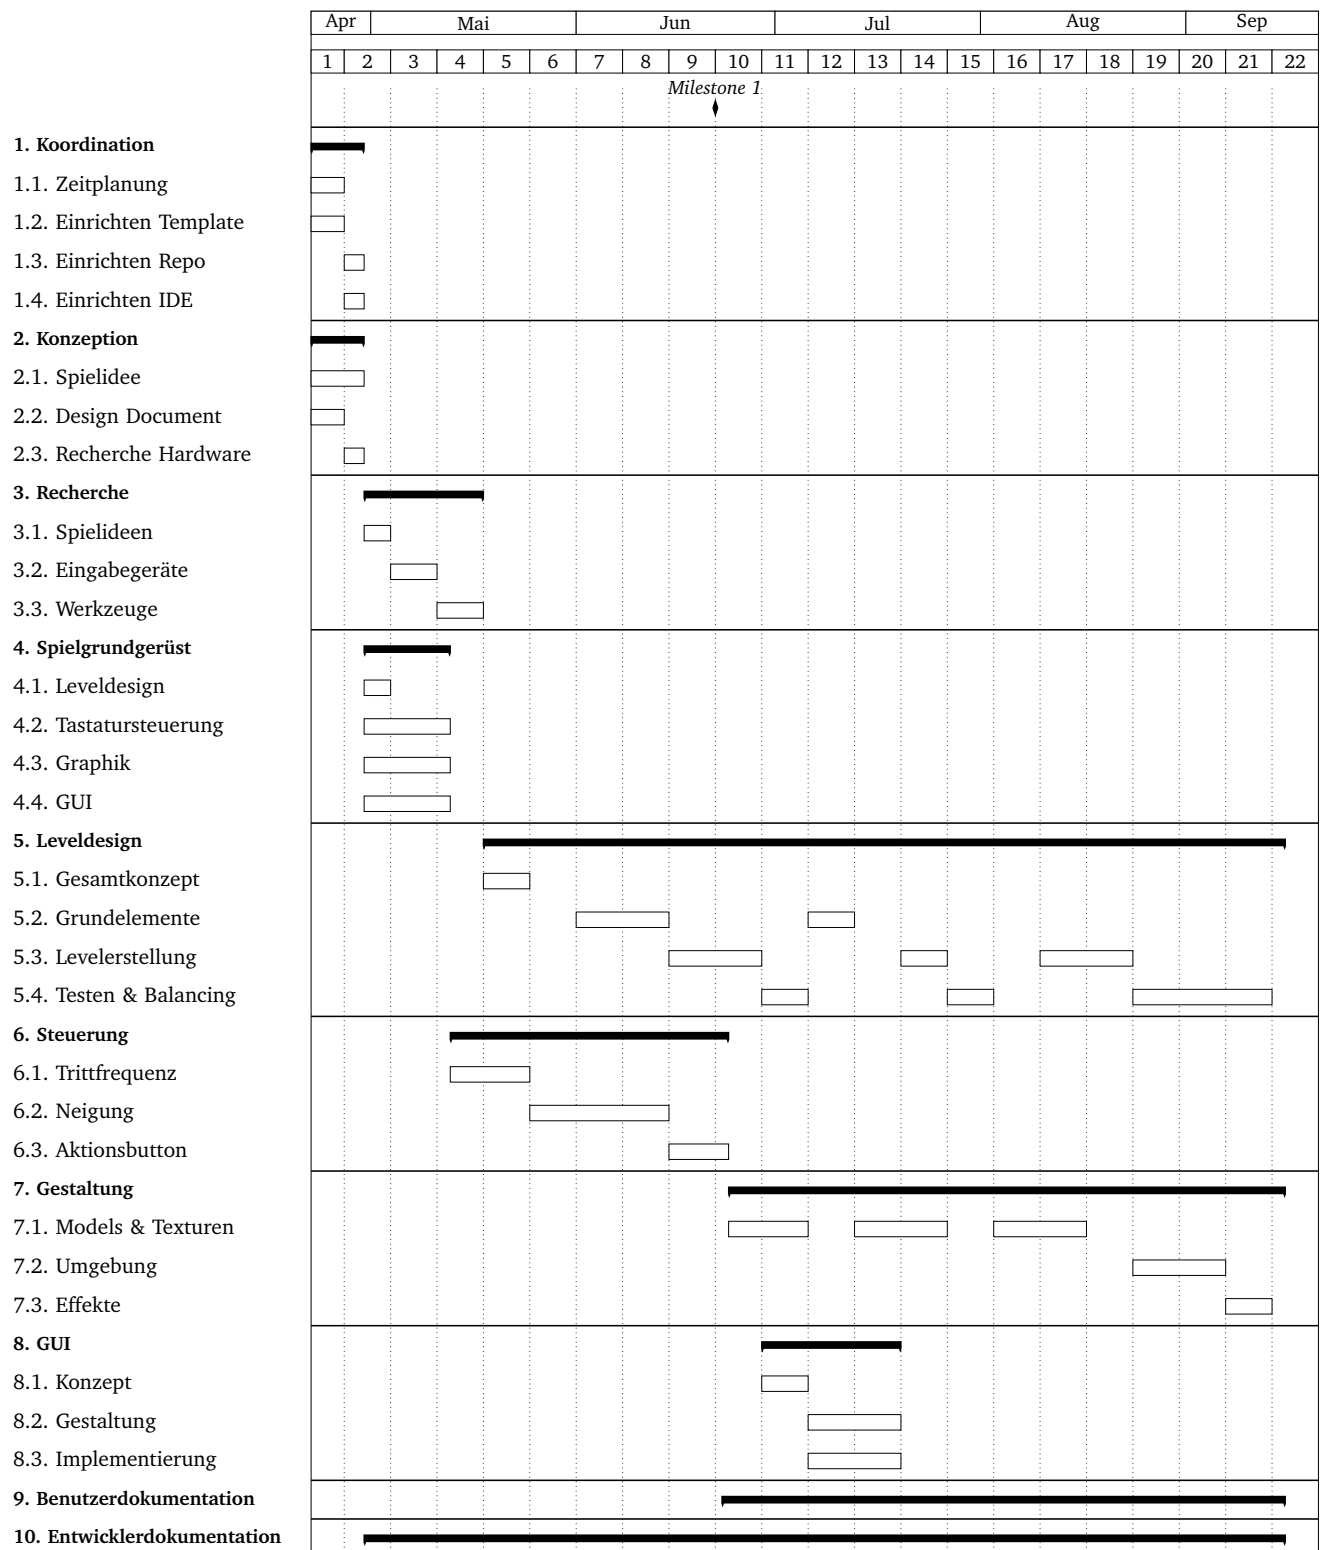 Apr Mai Jun Jul Aug Sep
1 2 3 4 5 6 7 8 9 10 11 12 13 14 15 16 17 18 19 20 21 22
Milestone 1
1. Koordination
1.1. Zeitplanung
1.2. Einrichten Template
1.3. Einrichten Repo
1.4. Einrichten IDE
2. Konzeption
2.1. Spielidee
2.2. Design Document
2.3. Recherche Hardware
3. Recherche
3.1. Spielideen
3.2. Eingabegeräte
3.3. Werkzeuge
4. Spielgrundgerüst
4.1. Leveldesign
4.2. Tastatursteuerung
4.3. Graphik
4.4. GUI
5. Leveldesign
5.1. Gesamtkonzept
5.2. Grundelemente
5.3. Levelerstellung
5.4. Testen & Balancing
6. Steuerung
6.1. Trittfrequenz
6.2. Neigung
6.3. Aktionsbutton
7. Gestaltung
7.1. Models & Texturen
7.2. Umgebung
7.3. Effekte
8. GUI
8.1. Konzept
8.2. Gestaltung
8.3. Implementierung
9. Benutzerdokumentation
10. Entwicklerdokumentation